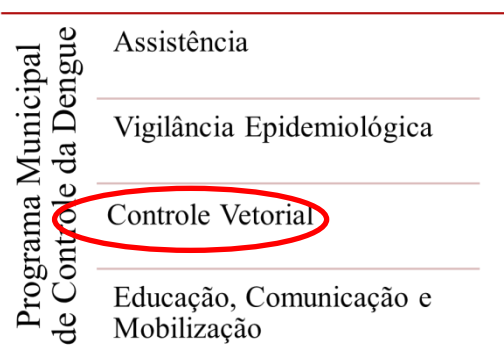 Programa Municipal
de Controle da Dengue
Assistência
Vigilância Epidemiológica
Controle Vetorial
Educação, Comunicação e
Mobilização